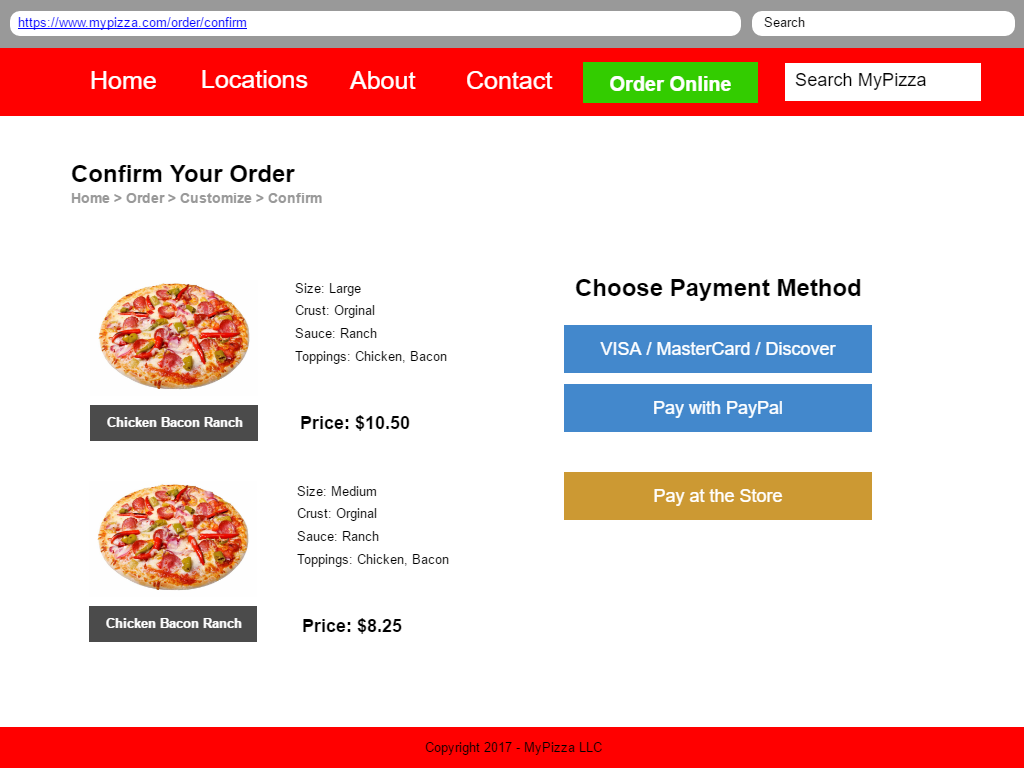 https://www.mypizza.com/order/confirm
Search
Home
Locations
About
Contact
Order Online
Search MyPizza
Confirm Your Order
Home > Order > Customize > Confirm
Size: Large
Crust: Orginal
Sauce: Ranch
Toppings: Chicken, Bacon
Chicken Bacon Ranch
Price: $10.50
Size: Medium
Crust: Orginal
Sauce: Ranch
Toppings: Chicken, Bacon
Chicken Bacon Ranch
Price: $8.25
Choose Payment Method
VISA / MasterCard / Discover
Pay with PayPal
Pay at the Store
Copyright 2017 - MyPizza LLC